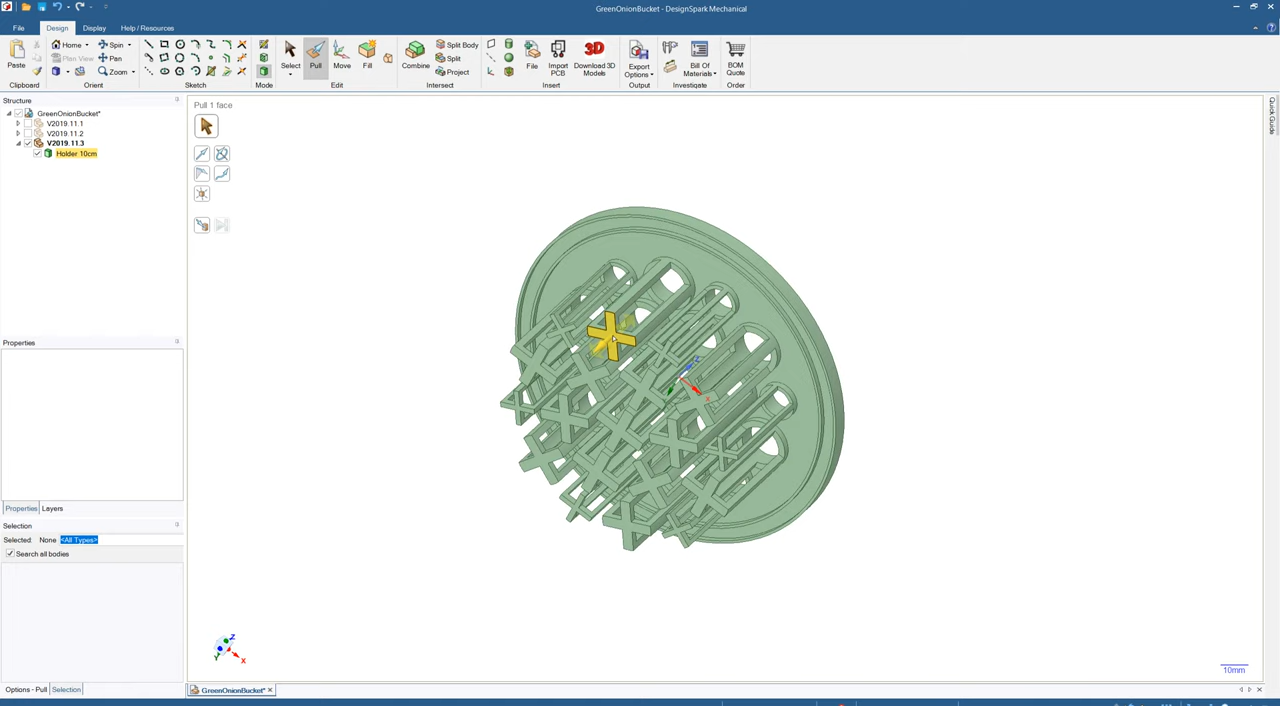 GreenOnionBucket* - DesignSpark Mechanical
File Design Display Help / Resources
Home Spin
Plan View Pan
Zoom
Paste
Select Pull Move Fill
Combine
Split Body
Split
Project
File Import PCB Download 3D Models
Export Options
Bill Of Materials
BOM Quote
Clipboard Orient Sketch Mode Edit Intersect Insert Output Investigate Order
Structure
GreenOnionBucket*
V2019.11.1
V2019.11.2
V2019.11.3
Holder 10cm
Pull 1 face
Quick Guide
Properties
Properties Layers
Selection
Selected: None <All Types>
Search all bodies
Options - Pull Selection
GreenOnionBucket*
Z
X
Z
Y
X
10mm